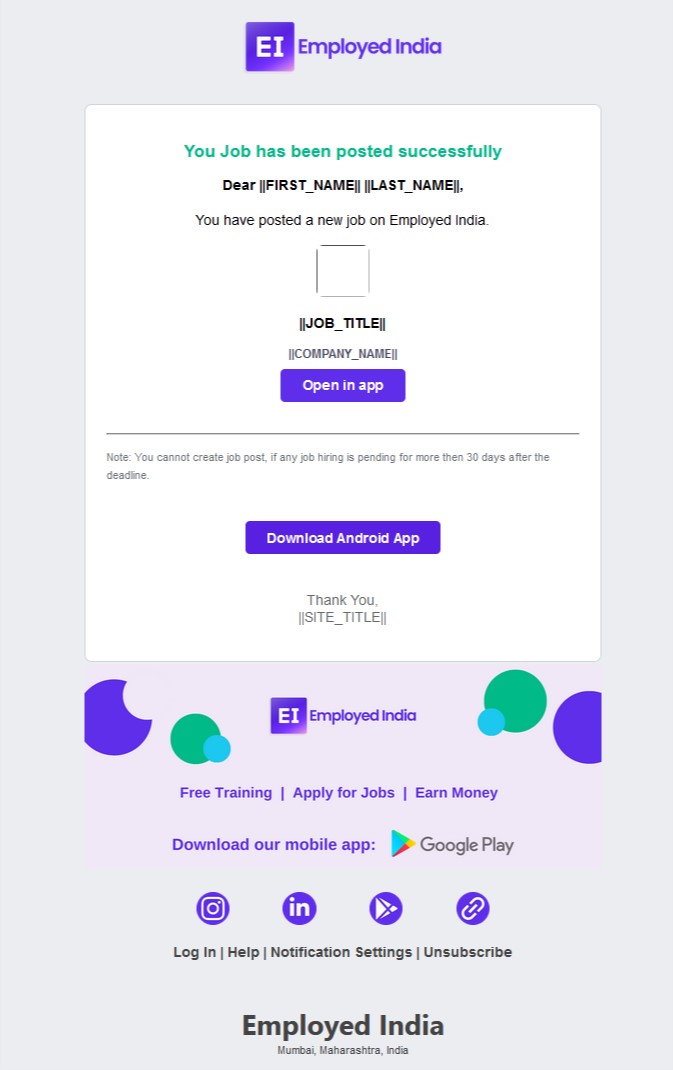 EI Employed India
You Job has been posted successfully
Dear ||FIRST_NAME|| ||LAST_NAME||,
You have posted a new job on Employed India.
||JOB_TITLE||
||COMPANY_NAME||
Open in app
Note: You cannot create job post, if any job hiring is pending for more then 30 days after the
deadline.
Download Android App
Thank You,
||SITE_TITLE||
EI Employed India
Free Training | Apply for Jobs | Earn Money
Download our mobile app: Google Play
in
Log In | Help | Notification Settings | Unsubscribe
Employed India
Mumbai, Maharashtra, India